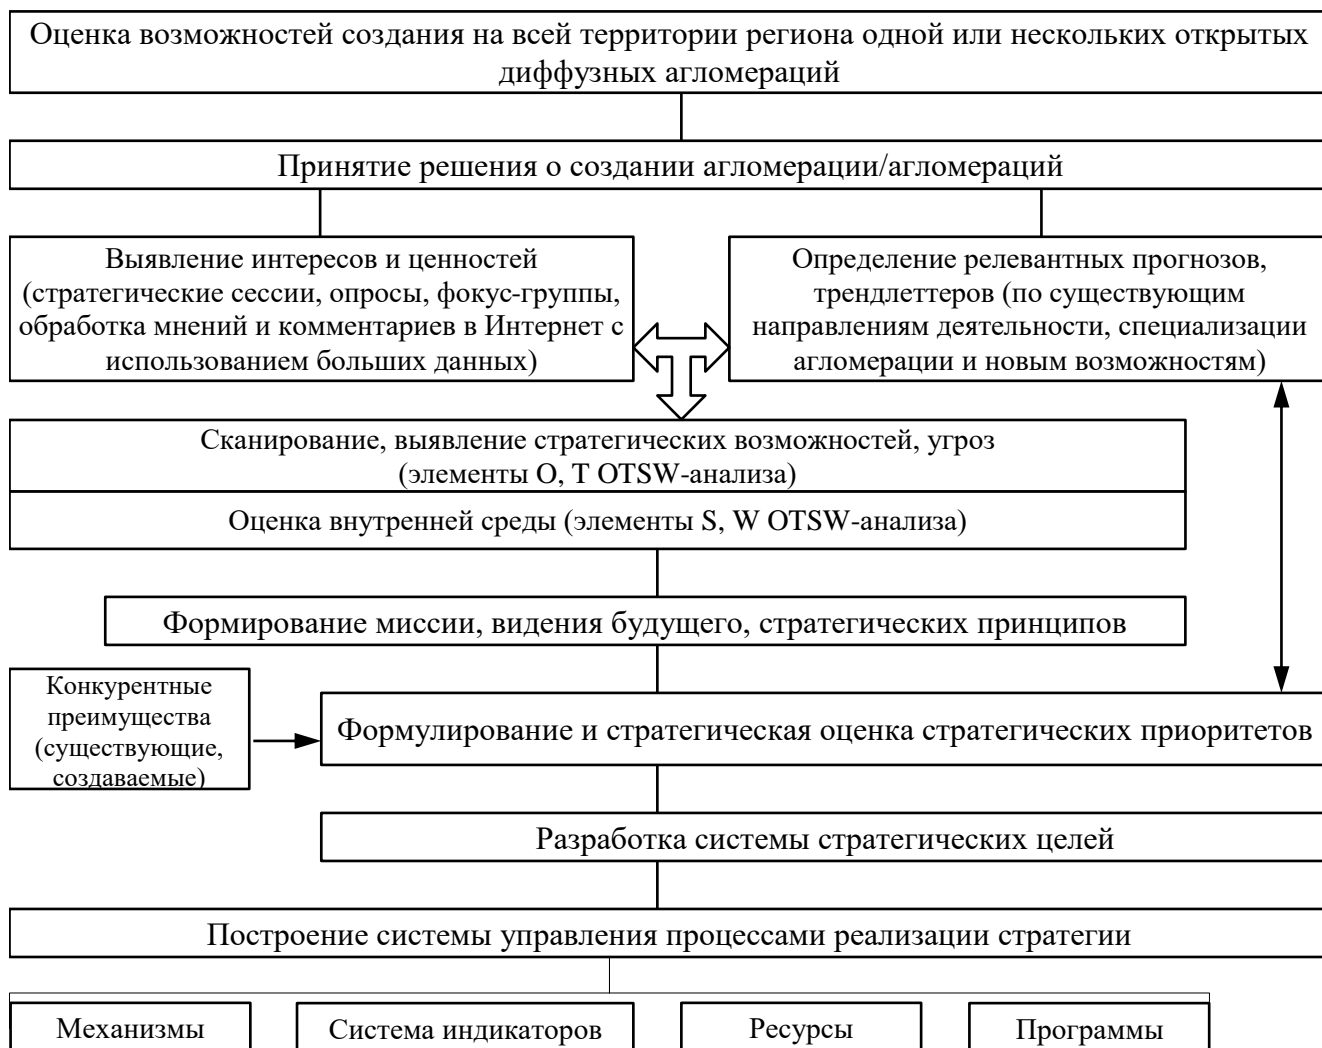 Оценка возможностей создания на всей территории региона одной или нескольких открытых
диффузных агломераций
Принятие решения о создании агломерации/агломераций
Выявление интересов и ценностей
(стратегические сессии, опросы, фокус-группы,
обработка мнений и комментариев в Интернет с
использованием больших данных)
Определение релевантных прогнозов,
трендлеттеров (по существующим
направлениям деятельности, специализации
агломерации и новым возможностям)
Сканирование, выявление стратегических возможностей, угроз
(элементы О, Т OTSW-анализа)
Оценка внутренней среды (элементы S, W OTSW-анализа)
Формирование миссии, видения будущего, стратегических принципов
Конкурентные
преимущества
(существующие,
создаваемые)
Формулирование и стратегическая оценка стратегических приоритетов
Разработка системы стратегических целей
Построение системы управления процессами реализации стратегии
Механизмы
Система индикаторов
Ресурсы
Программы